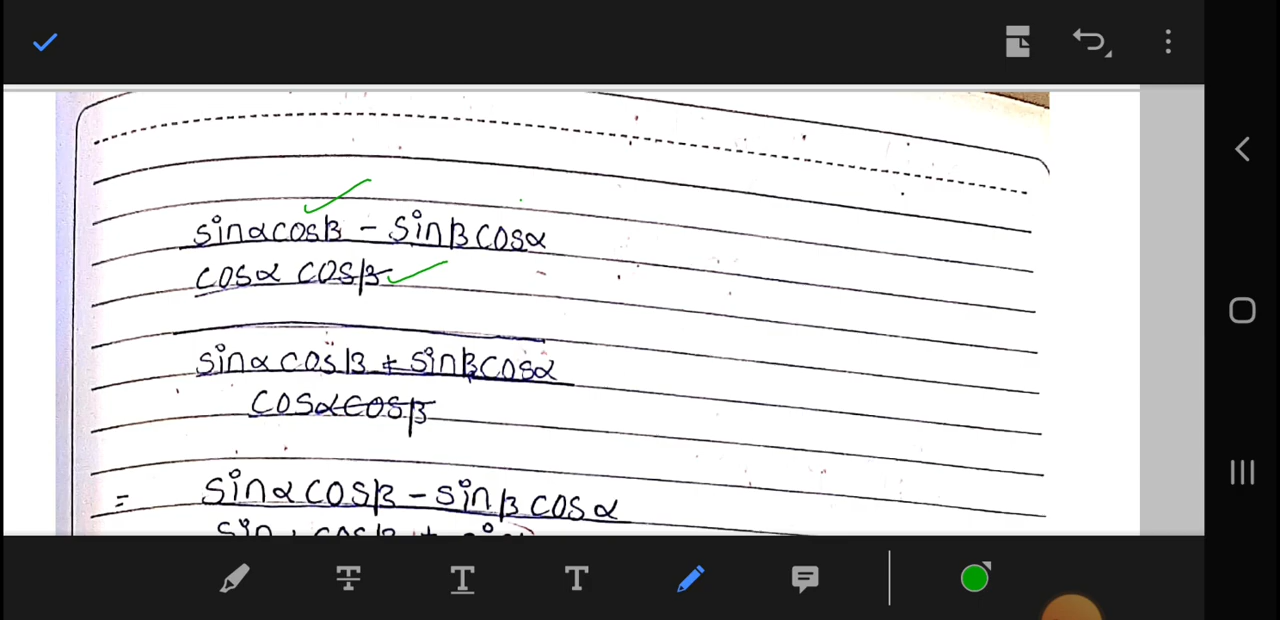 sinα cosβ - sinβ cosα
cosα cosβ
sinα cosβ + sinβ cosα
cosα cosβ
= sinα cosβ - sinβ cosα